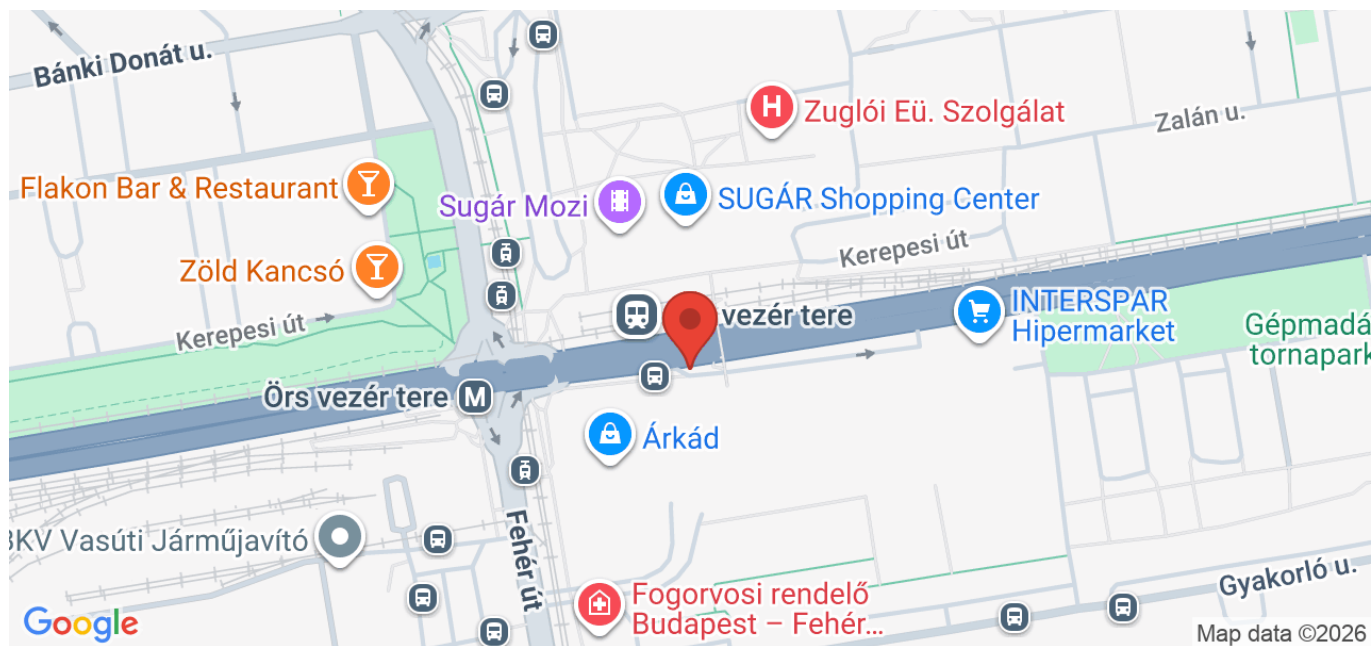 Bánki Donát u.
Zuglói Eü. Szolgálat
Zalán u.
Flakon Bar & Restaurant
Sugár Mozi
SUGÁR Shopping Center
Kerepesi út
Zöld Kancsó
Kerepesi út
vezér tere
INTERSPAR
Hipermarket
Gépmadá
tornapark
Örs vezér tere M
Árkád
BKV Vasúti Járműjavító
Fehér út
Fogorvosi rendelő
Budapest – Fehér...
Gyakorló u.
Google
Map data ©2026